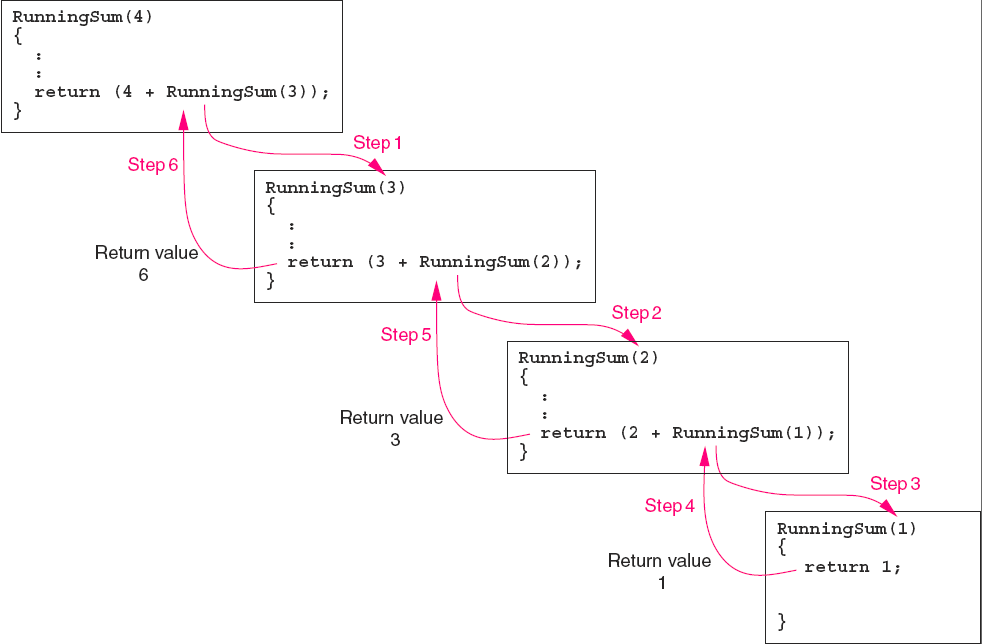 RunningSum(4)
{
:
:
return (4 + RunningSum(3));
}
Step 1
Step 6
RunningSum(3)
{
:
:
return (3 + RunningSum(2));
}
Return value
6
Step 2
Step 5
RunningSum(2)
{
:
:
return (2 + RunningSum(1));
}
Return value
3
Step 3
Step 4
RunningSum(1)
{
return 1;
}
Return value
1